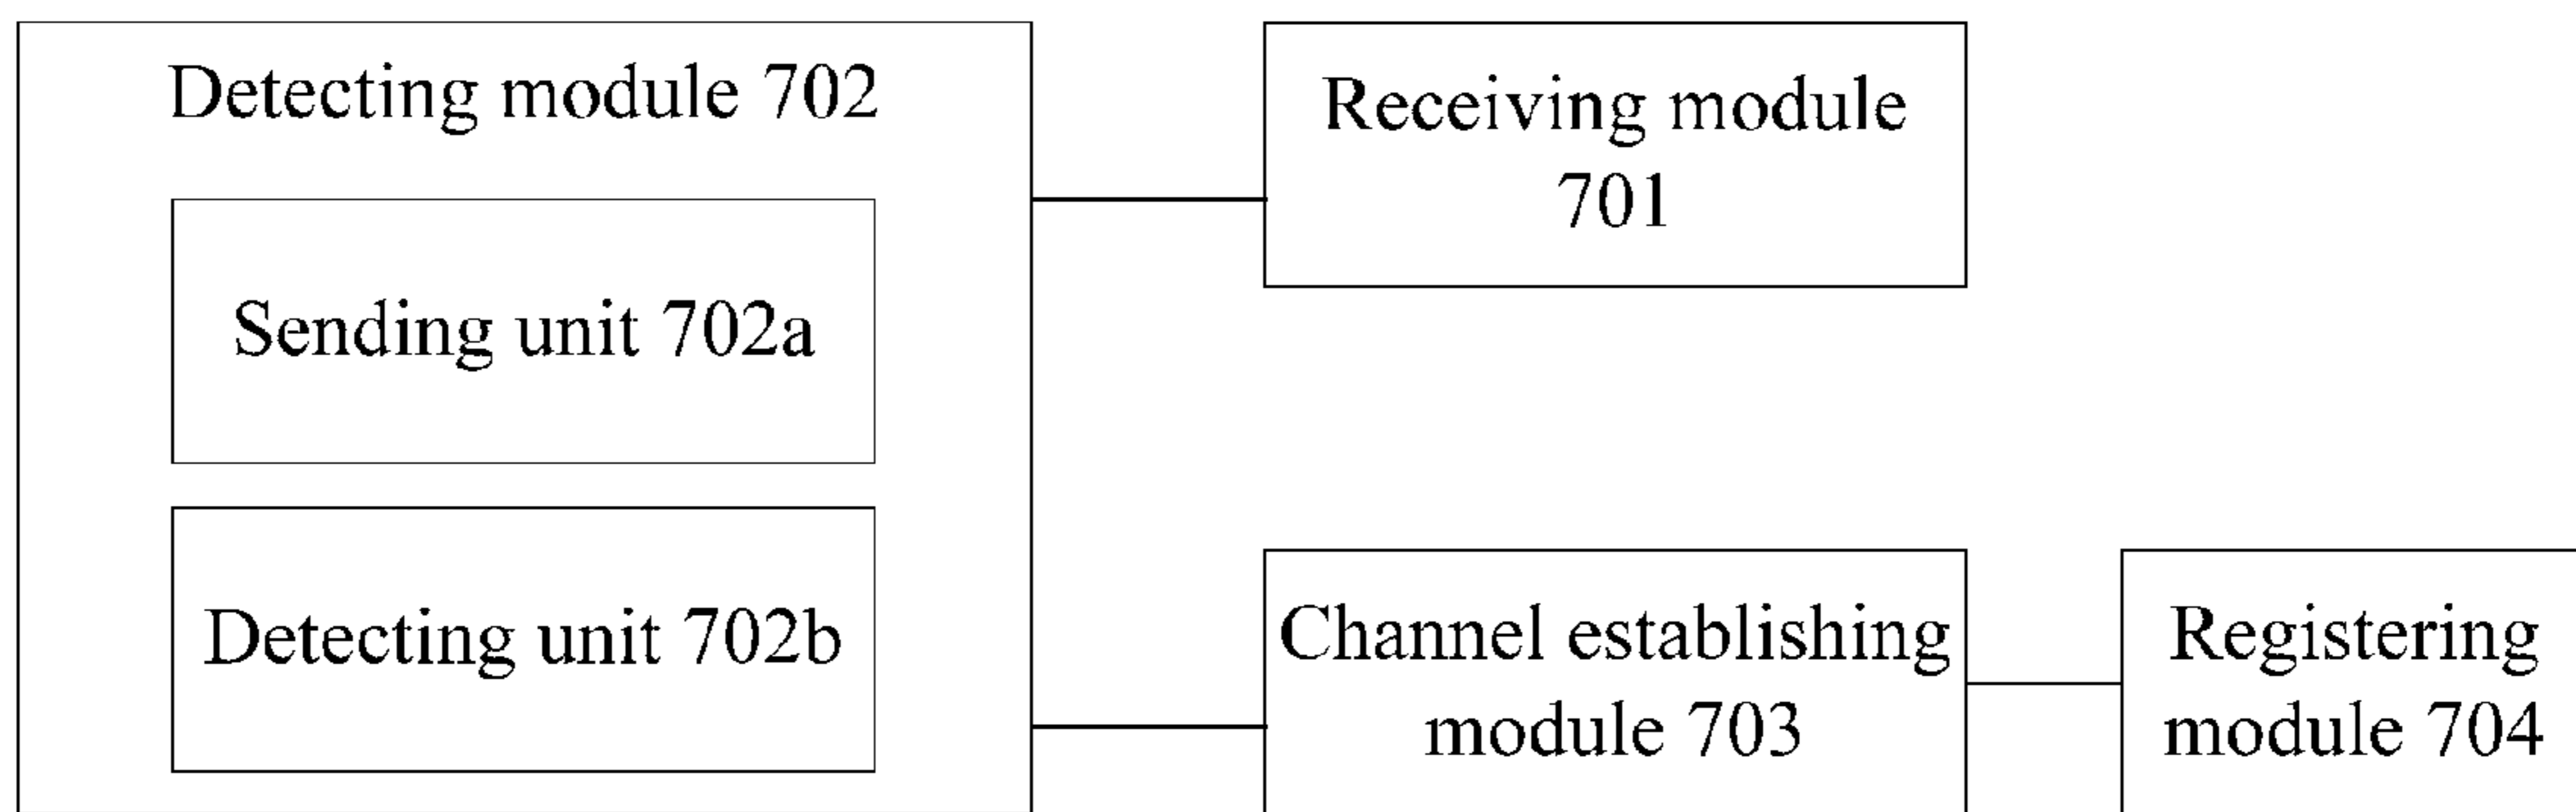 Detecting module 702
Sending unit 702a
Detecting unit 702b
Receiving module
701
Channel establishing
module 703
Registering
module 704